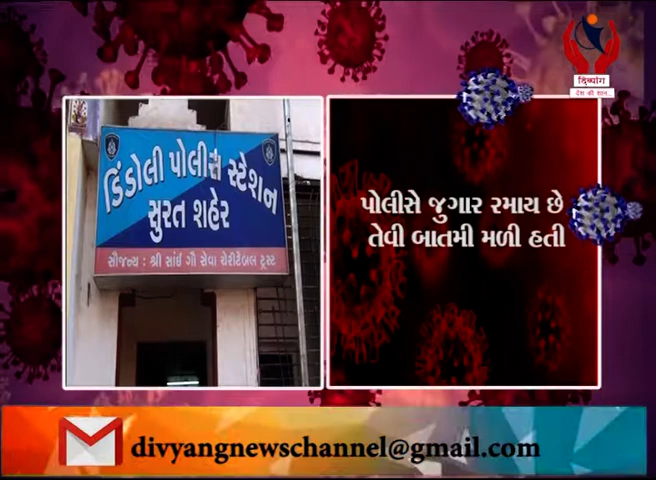 दिव्यांग
देश की शान..
ડિંડોલી પોલીસ સ્ટેશન
સુરત શહેર
સૌજન્ય : શ્રી સાંઈ ગૌ સેવા ચેરીટેબલ ટ્રસ્ટ
પોલીસે જુગાર રમાય છે
તેવી બાતમી મળી હતી
divyangnewschannel@gmail.com